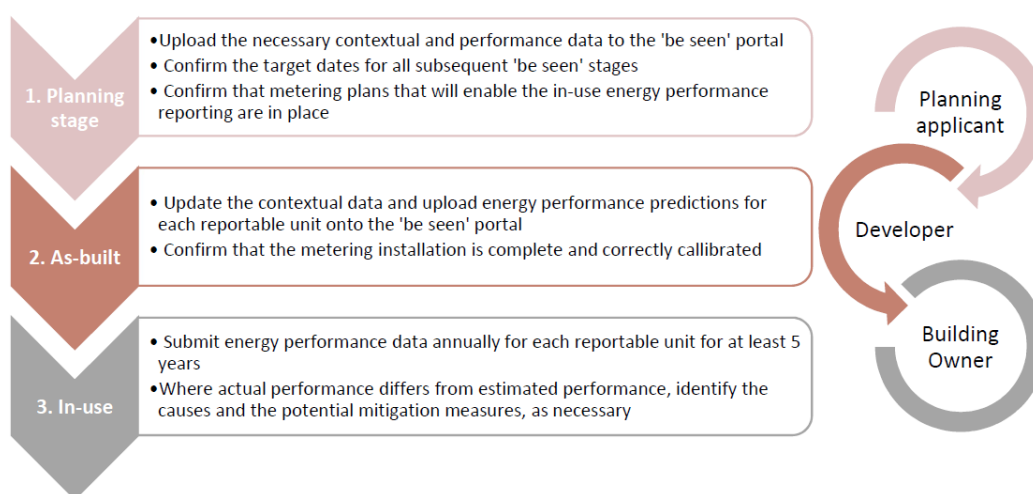 •Upload the necessary contextual and performance data to the 'be seen' portal
• Confirm the target dates for all subsequent 'be seen' stages
• Confirm that metering plans that will enable the in-use energy performance
reporting are in place
1. Planning
stage
Planning
applicant
• Update the contextual data and upload energy performance predictions for
each reportable unit onto the 'be seen' portal
• Confirm that the metering installation is complete and correctly callibrated
2. As-built
Developer
• Submit energy performance data annually for each reportable unit for at least 5
years
•Where actual performance differs from estimated performance, identify the
causes and the potential mitigation measures, as necessary
3. In-use
Building
Owner